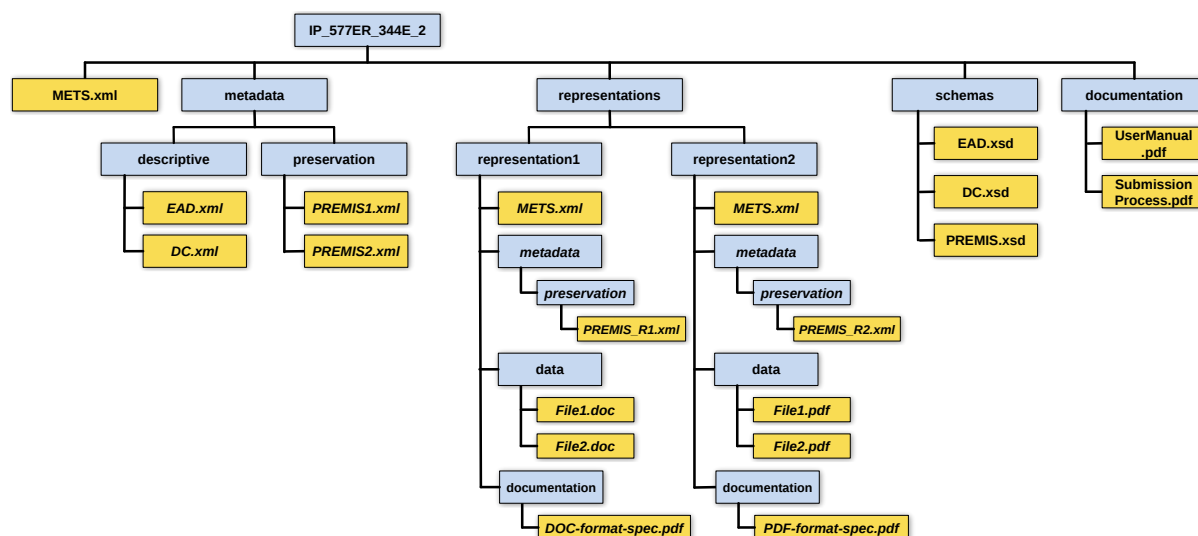 IP_577ER_344E_2
METS.xml
metadata
representations
schemas
documentation
descriptive
preservation
EAD.xml
DC.xml
PREMIS1.xml
PREMIS2.xml
representation1
METS.xml
metadata
preservation
PREMIS_R1.xml
data
File1.doc
File2.doc
documentation
DOC-format-spec.pdf
representation2
METS.xml
metadata
preservation
PREMIS_R2.xml
data
File1.pdf
File2.pdf
documentation
PDF-format-spec.pdf
EAD.xsd
DC.xsd
PREMIS.xsd
UserManual
.pdf
Submission
Process.pdf